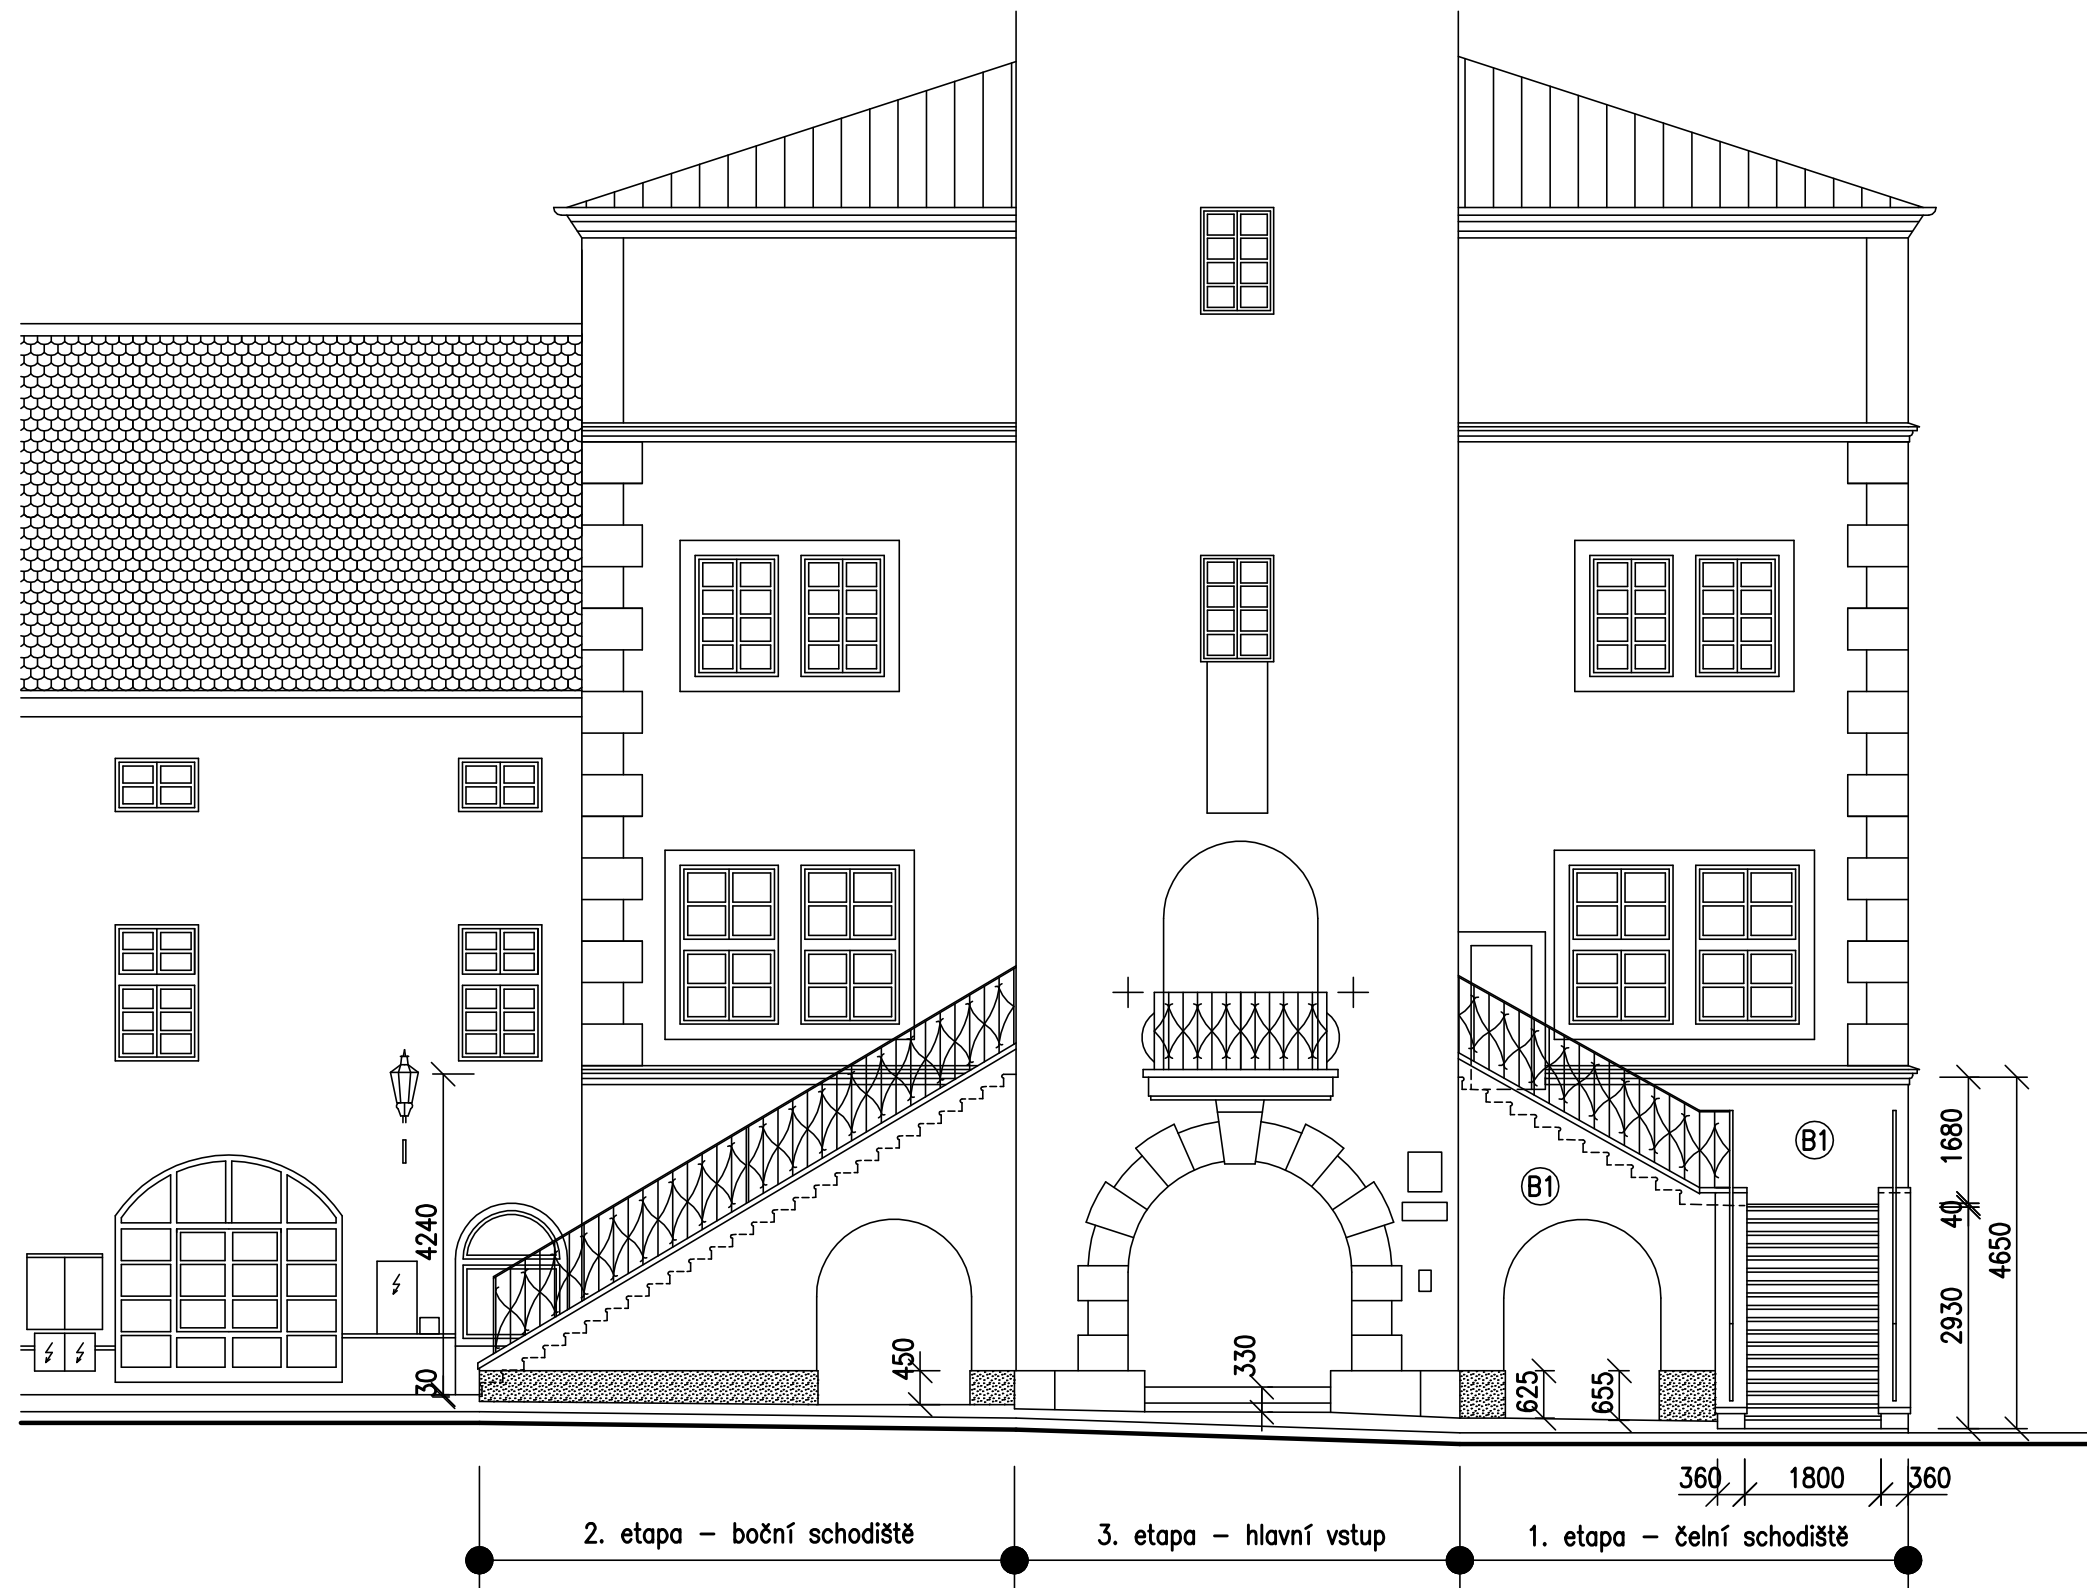 B1
1680
B1
40
4240
4650
2930
330
450
30
625
655
360 1800 360
2. etapa – boční schodiště
3. etapa – hlavní vstup
1. etapa – čelní schodiště